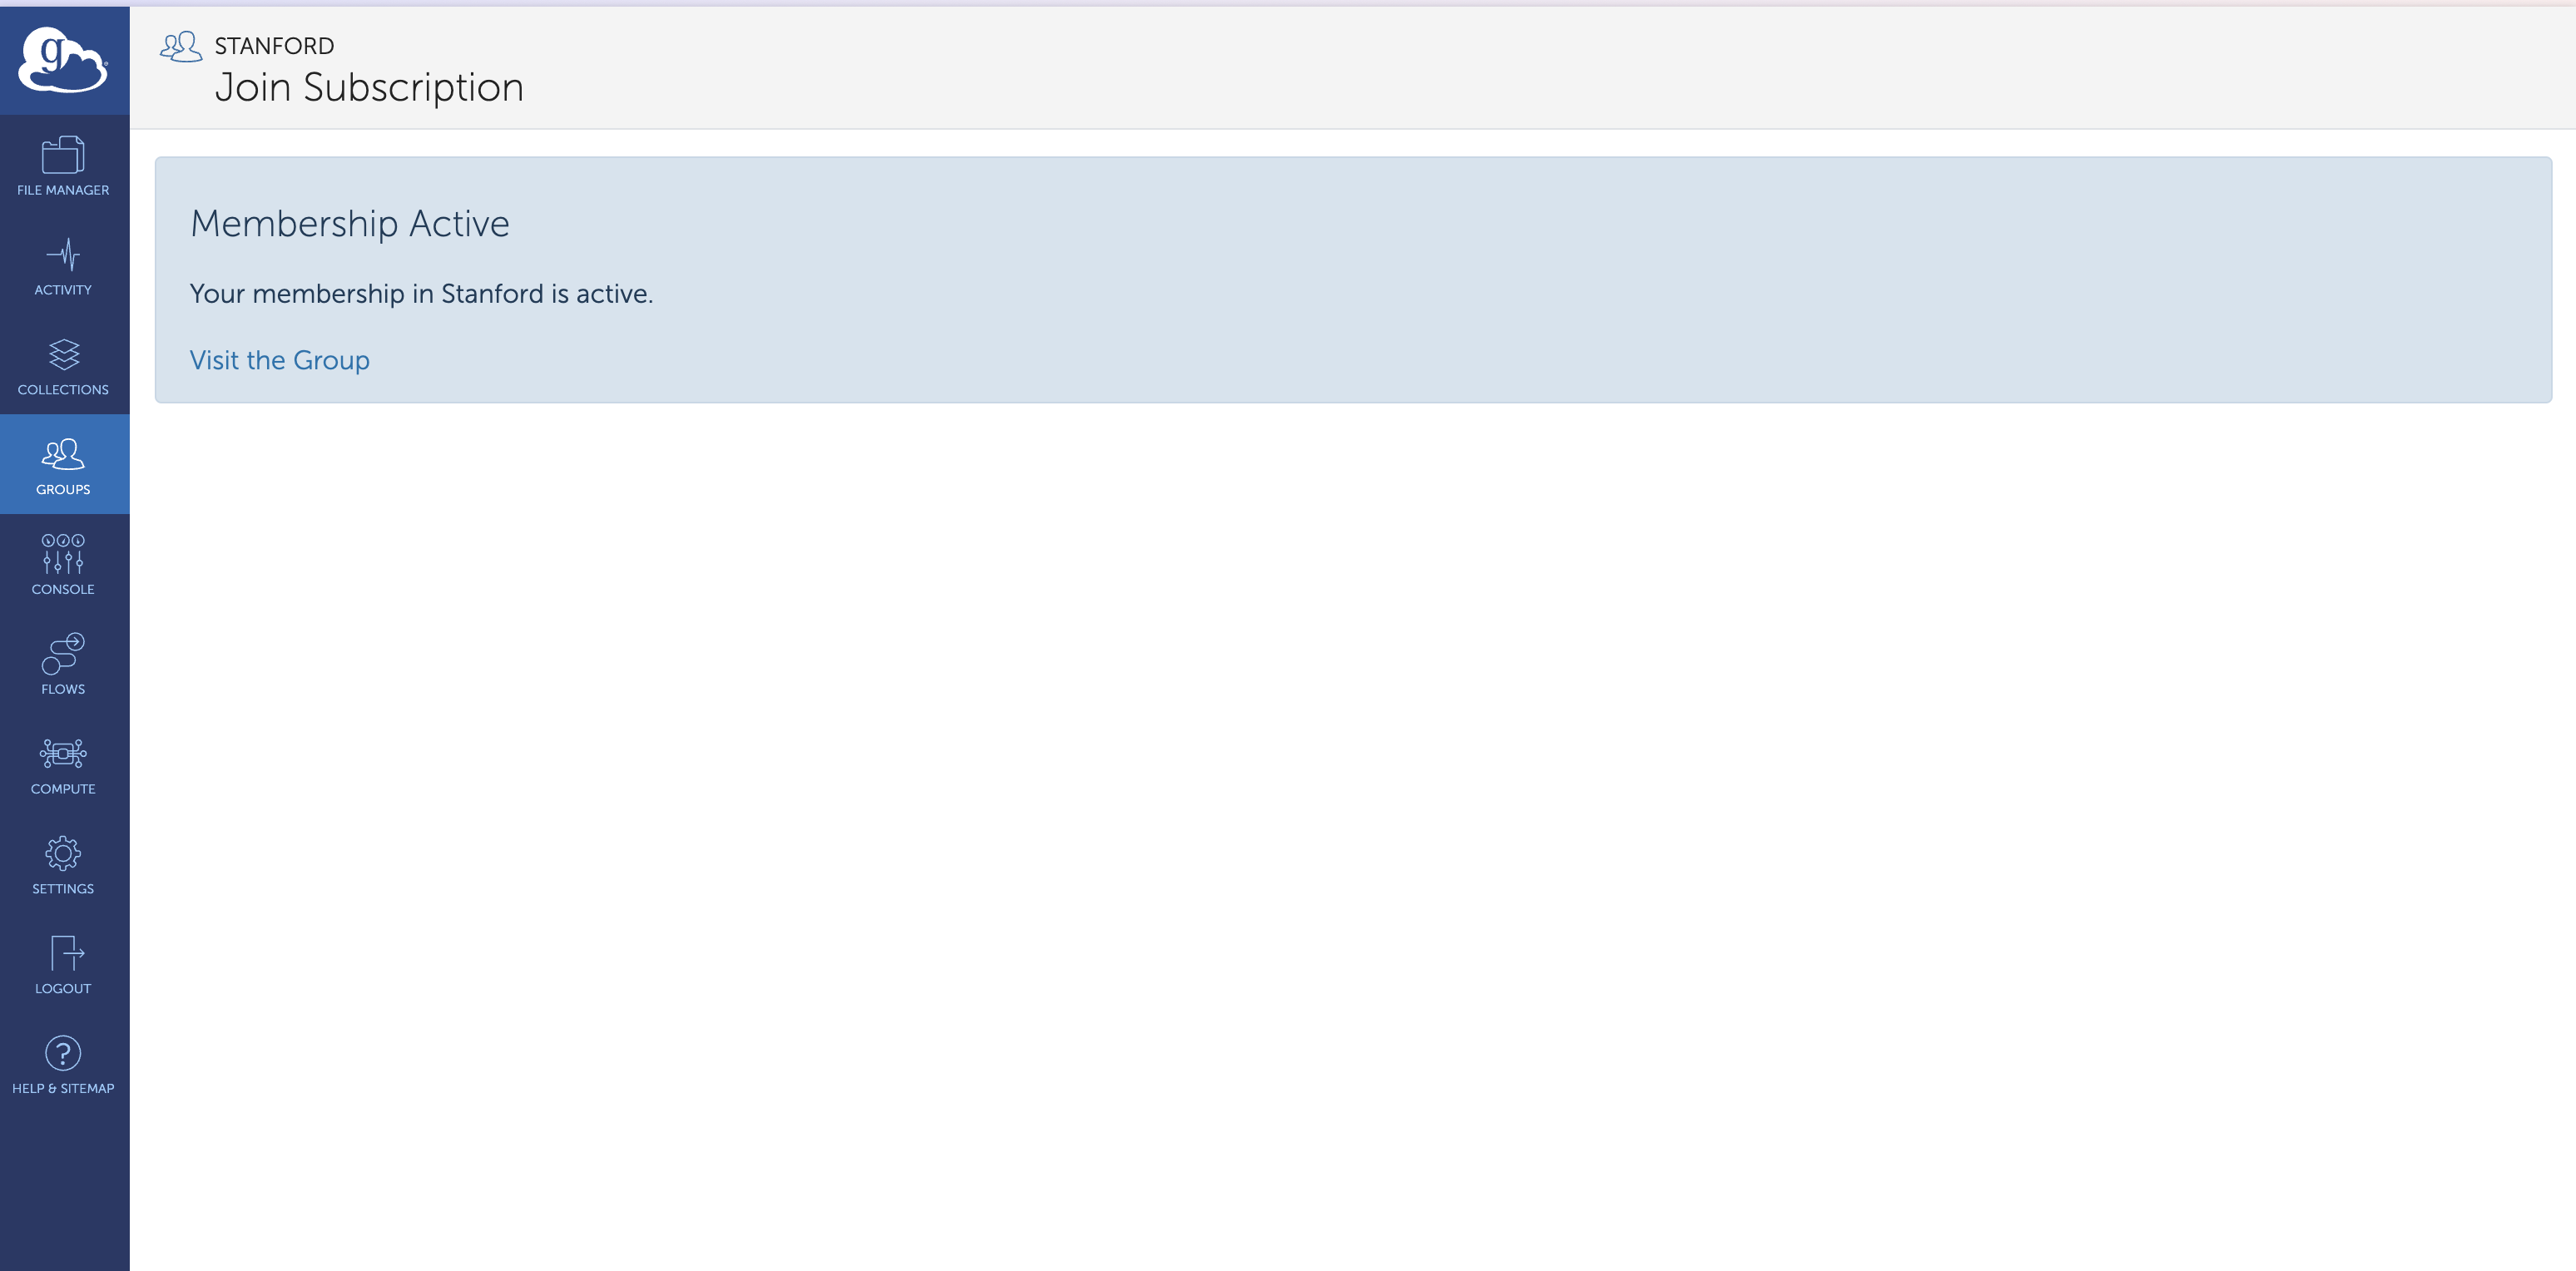 g
FILE MANAGER
ACTIVITY
COLLECTIONS
GROUPS
CONSOLE
FLOWS
COMPUTE
SETTINGS
LOGOUT
?
HELP & SITEMAP
STANFORD
Join Subscription
Membership Active
Your membership in Stanford is active.
Visit the Group